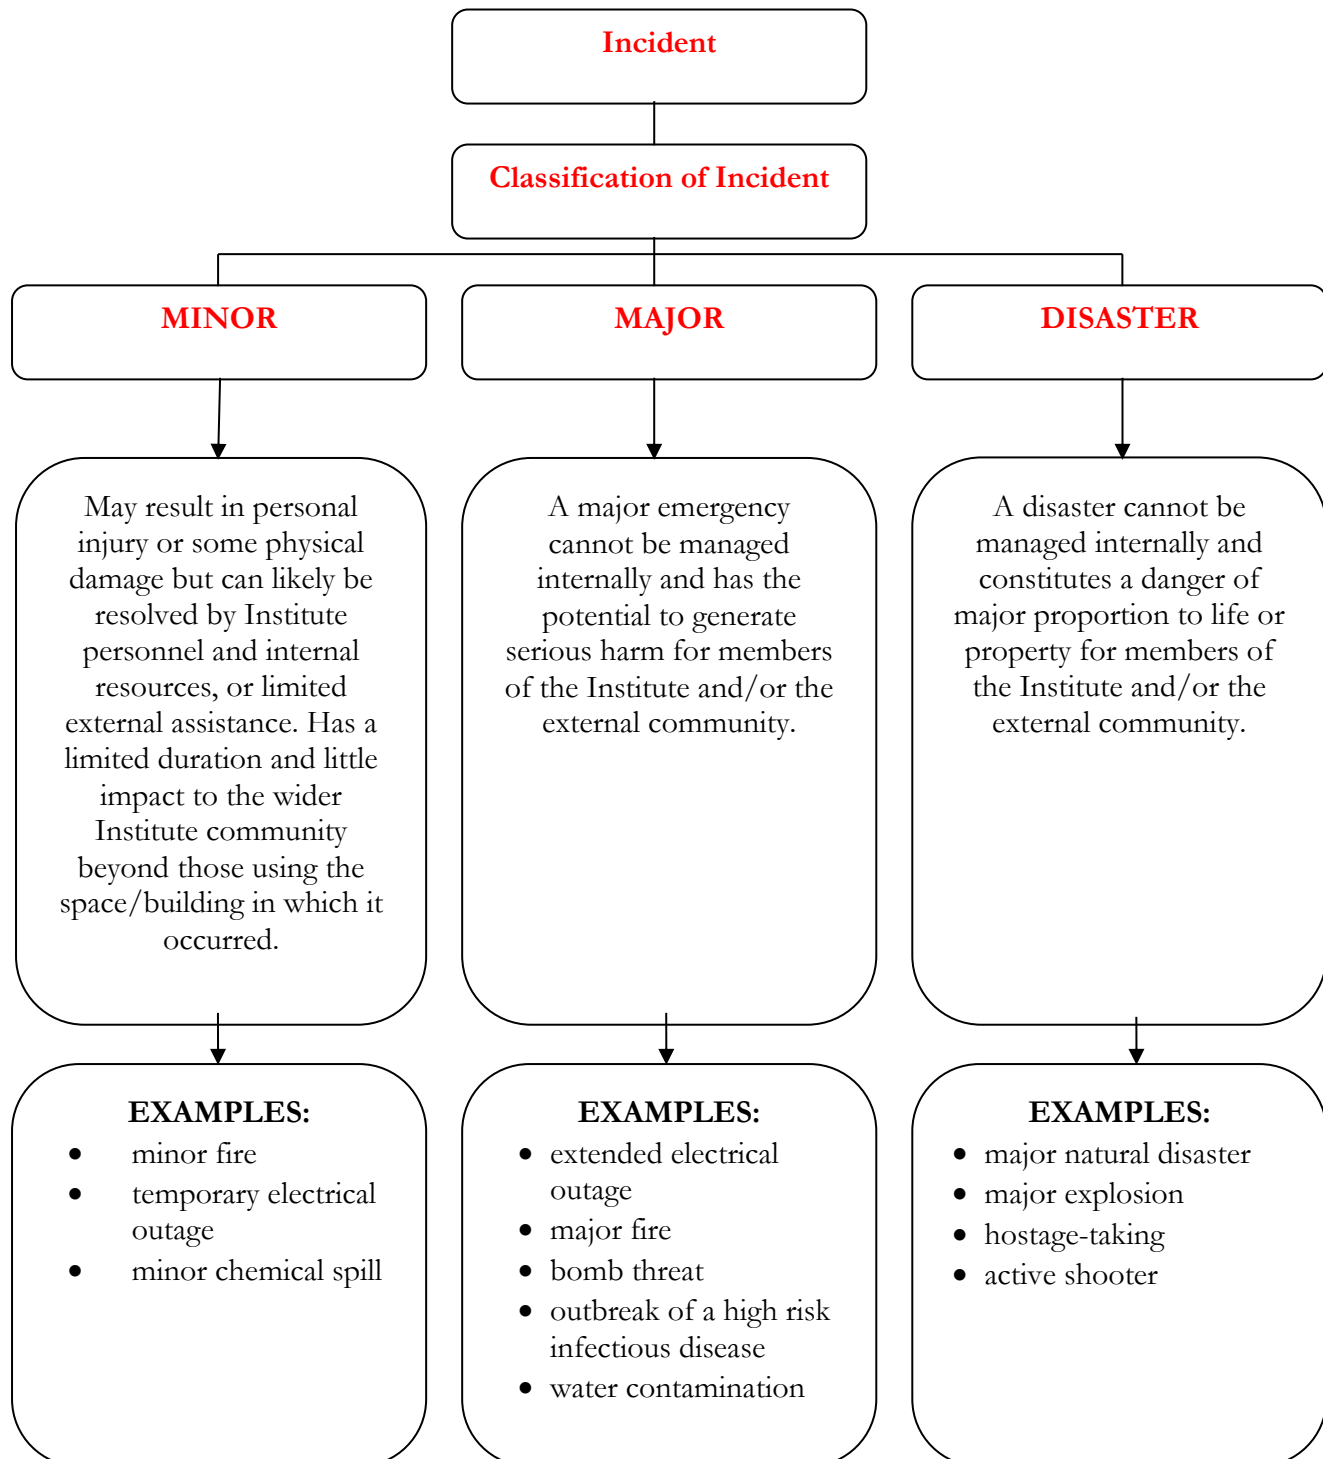 Incident
Classification of Incident
MINOR
MAJOR
DISASTER
May result in personal
injury or some physical
damage but can likely be
resolved by Institute
personnel and internal
resources, or limited
external assistance. Has a
limited duration and little
impact to the wider
Institute community
beyond those using the
space/building in which it
occurred.
A major emergency
cannot be managed
internally and has the
potential to generate
serious harm for members
of the Institute and/or the
external community.
A disaster cannot be
managed internally and
constitutes a danger of
major proportion to life or
property for members of
the Institute and/or the
external community.
EXAMPLES:
• minor fire
• temporary electrical
outage
• minor chemical spill
EXAMPLES:
• extended electrical
outage
• major fire
• bomb threat
• outbreak of a high risk
infectious disease
• water contamination
EXAMPLES:
• major natural disaster
• major explosion
• hostage-taking
• active shooter